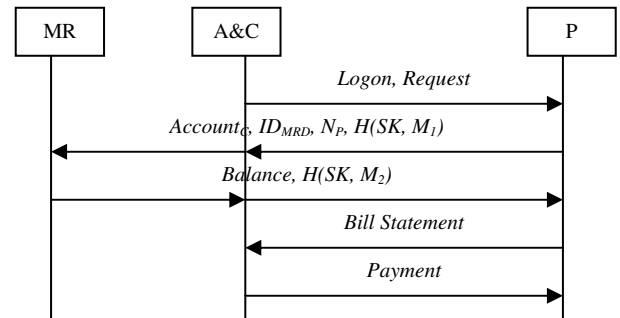 MR A&C P
Logon, Request
Account_C, ID_MRD, N_P, H(SK, M_1)
Balance, H(SK, M_2)
Bill Statement
Payment